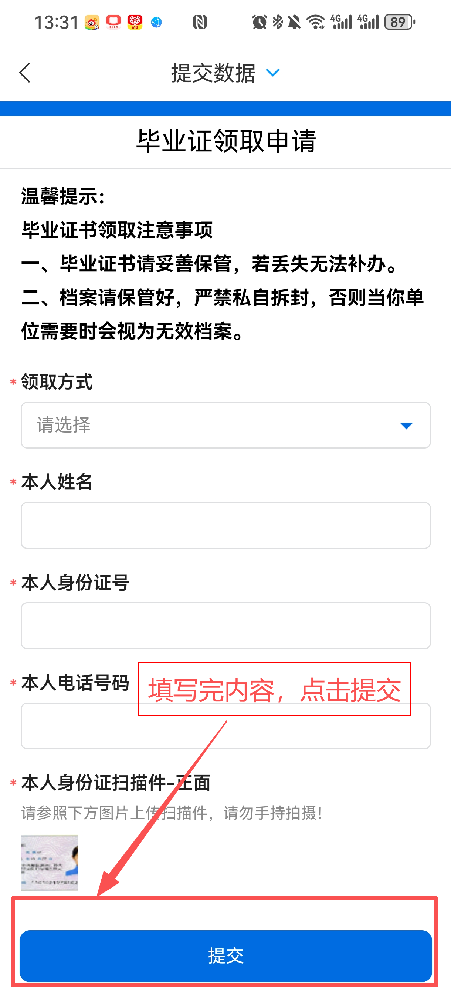 13:31
618
4G
4G
89
提交数据
毕业证领取申请
温馨提示：
毕业证书领取注意事项
一、毕业证书请妥善保管，若丢失无法补办。
二、档案请保管好，严禁私自拆封，否则当你单
位需要时会视为无效档案。
* 领取方式
请选择
* 本人姓名
* 本人身份证号
* 本人电话号码
填写完内容，点击提交
* 本人身份证扫描件-正面
请参照下方图片上传扫描件，请勿手持拍摄！
提交